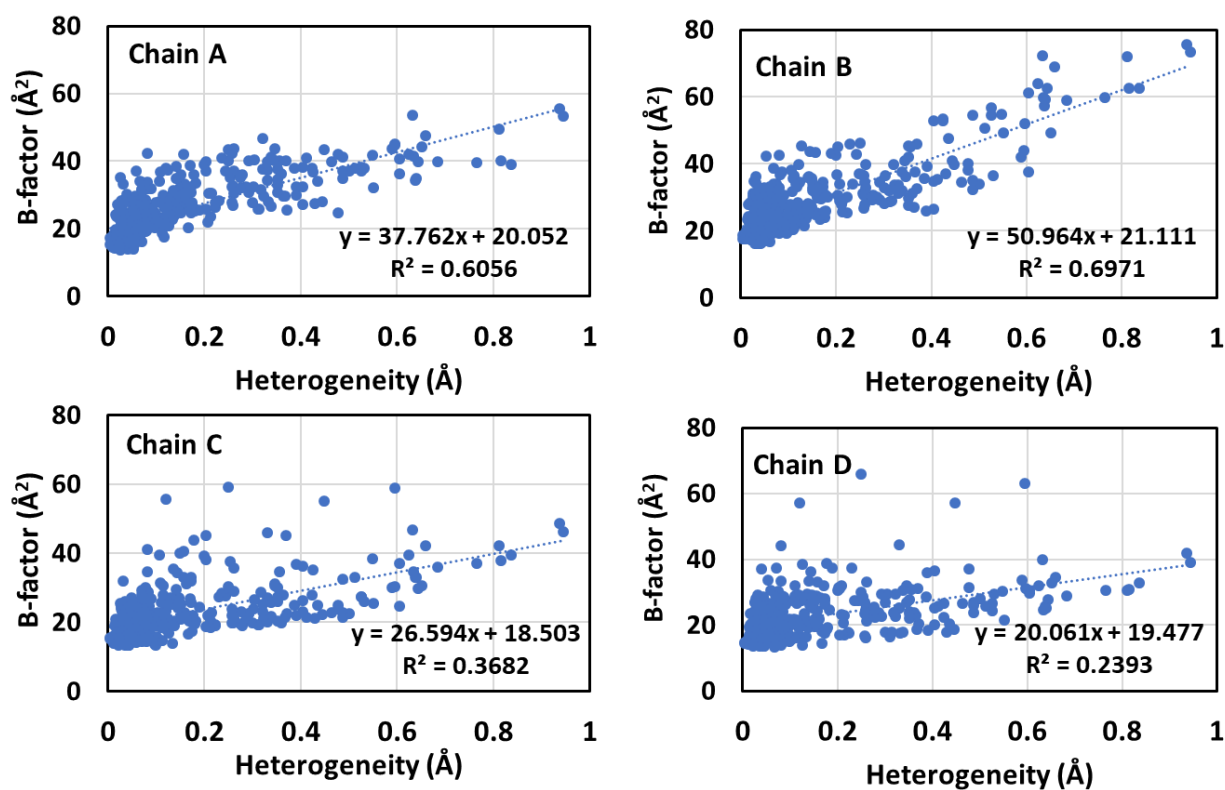 Chain A
B-factor (Å²)
80
60
40
20
0
y = 37.762x + 20.052
R² = 0.6056
0 0.2 0.4 0.6 0.8 1
Heterogeneity (Å)
Chain B
B-factor (Å²)
80
60
40
20
0
y = 50.964x + 21.111
R² = 0.6971
0 0.2 0.4 0.6 0.8 1
Heterogeneity (Å)
Chain C
B-factor (Å²)
80
60
40
20
0
y = 26.594x + 18.503
R² = 0.3682
0 0.2 0.4 0.6 0.8 1
Heterogeneity (Å)
Chain D
B-factor (Å²)
80
60
40
20
0
y = 20.061x + 19.477
R² = 0.2393
0 0.2 0.4 0.6 0.8 1
Heterogeneity (Å)